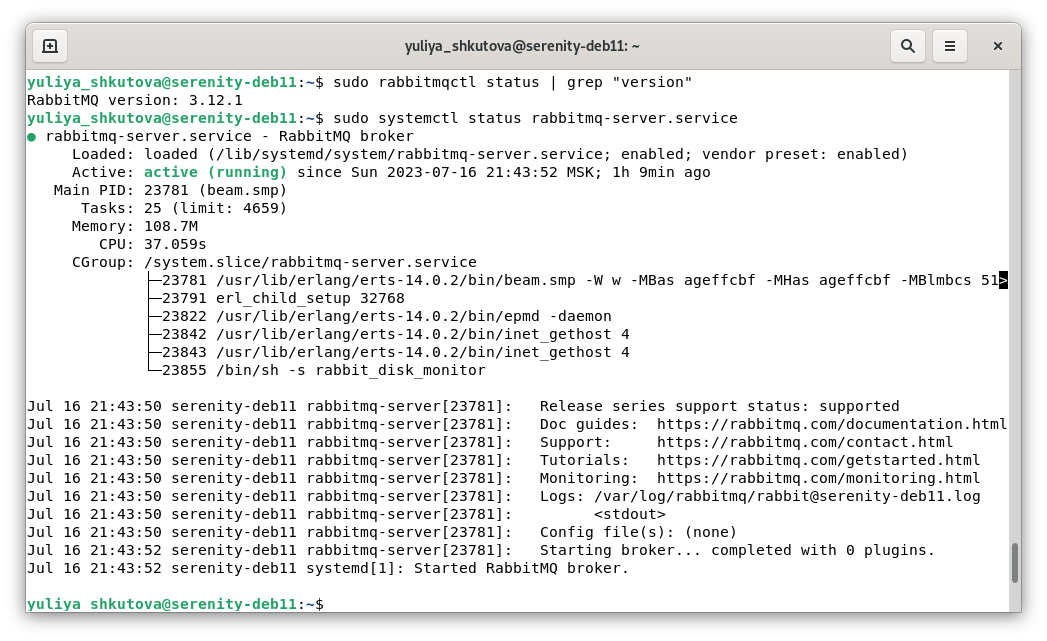 yuliya_shkutova@serenity-deb11: ~
yuliya_shkutova@serenity-deb11:~$ sudo rabbitmqctl status | grep "version"
RabbitMQ version: 3.12.1
yuliya_shkutova@serenity-deb11:~$ sudo systemctl status rabbitmq-server.service
● rabbitmq-server.service - RabbitMQ broker
     Loaded: loaded (/lib/systemd/system/rabbitmq-server.service; enabled; vendor preset: enabled)
     Active: active (running) since Sun 2023-07-16 21:43:52 MSK; 1h 9min ago
   Main PID: 23781 (beam.smp)
      Tasks: 25 (limit: 4659)
     Memory: 108.7M
        CPU: 37.059s
     CGroup: /system.slice/rabbitmq-server.service
             ├─23781 /usr/lib/erlang/erts-14.0.2/bin/beam.smp -W w -MBas ageffcbf -MHas ageffcbf -MBlmbcs 51>
             ├─23791 erl_child_setup 32768
             ├─23822 /usr/lib/erlang/erts-14.0.2/bin/epmd -daemon
             ├─23842 /usr/lib/erlang/erts-14.0.2/bin/inet_gethost 4
             ├─23843 /usr/lib/erlang/erts-14.0.2/bin/inet_gethost 4
             └─23855 /bin/sh -s rabbit_disk_monitor
Jul 16 21:43:50 serenity-deb11 rabbitmq-server[23781]:   Release series support status: supported
Jul 16 21:43:50 serenity-deb11 rabbitmq-server[23781]:   Doc guides:  https://rabbitmq.com/documentation.html
Jul 16 21:43:50 serenity-deb11 rabbitmq-server[23781]:   Support:     https://rabbitmq.com/contact.html
Jul 16 21:43:50 serenity-deb11 rabbitmq-server[23781]:   Tutorials:   https://rabbitmq.com/getstarted.html
Jul 16 21:43:50 serenity-deb11 rabbitmq-server[23781]:   Monitoring:  https://rabbitmq.com/monitoring.html
Jul 16 21:43:50 serenity-deb11 rabbitmq-server[23781]:   Logs: /var/log/rabbitmq/rabbit@serenity-deb11.log
Jul 16 21:43:50 serenity-deb11 rabbitmq-server[23781]:         <stdout>
Jul 16 21:43:50 serenity-deb11 rabbitmq-server[23781]:   Config file(s): (none)
Jul 16 21:43:52 serenity-deb11 rabbitmq-server[23781]:   Starting broker... completed with 0 plugins.
Jul 16 21:43:52 serenity-deb11 systemd[1]: Started RabbitMQ broker.
yuliya_shkutova@serenity-deb11:~$